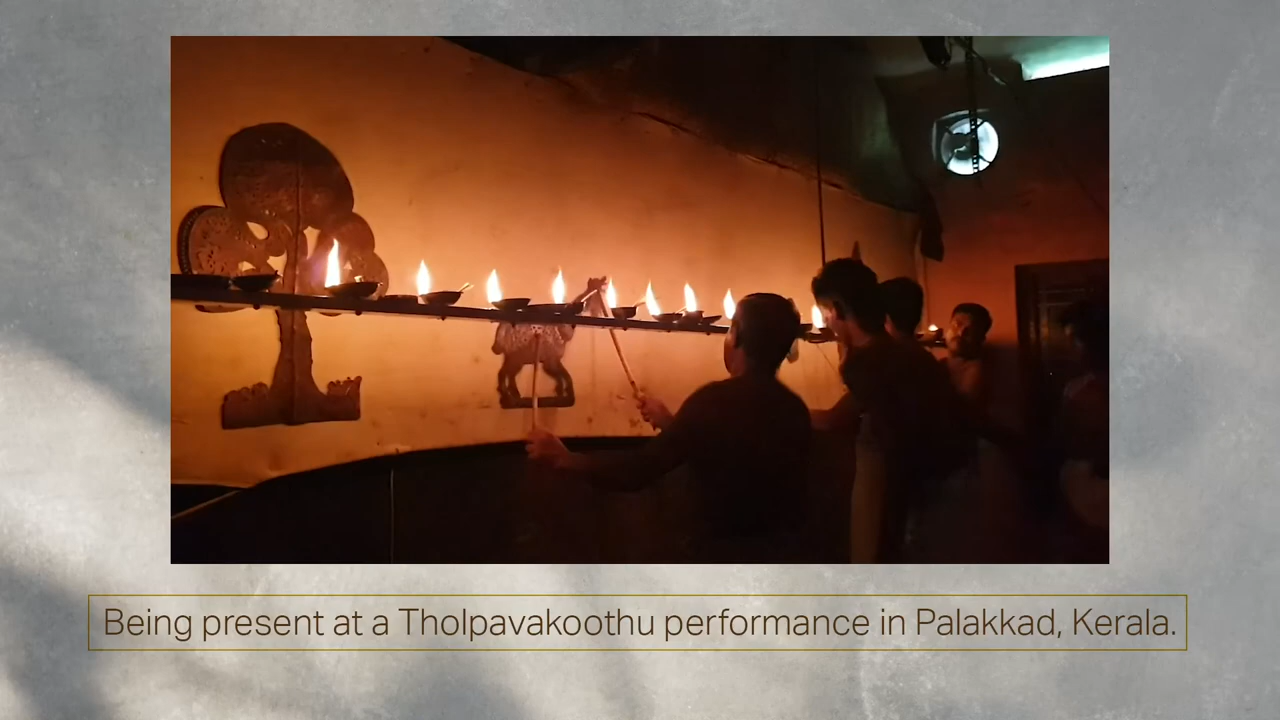 Being present at a Tholpavakoothu performance in Palakkad, Kerala.